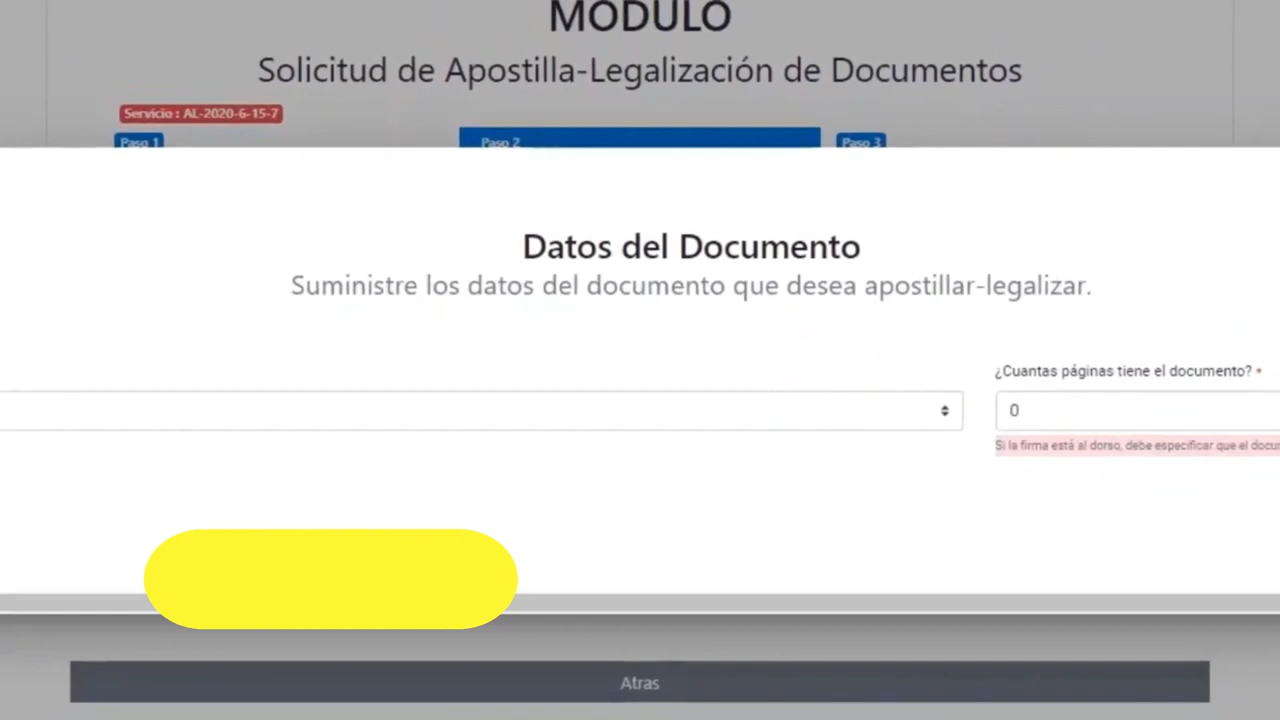 MÓDULO
Solicitud de Apostilla-Legalización de Documentos
Servicio : AL-2020-6-15-7
Paso 1
Paso 2
Paso 3
Datos del Documento
Suministre los datos del documento que desea apostillar-legalizar.
¿Cuantas páginas tiene el documento? *
0
Si la firma está al dorso, debe especificar que el
Atras